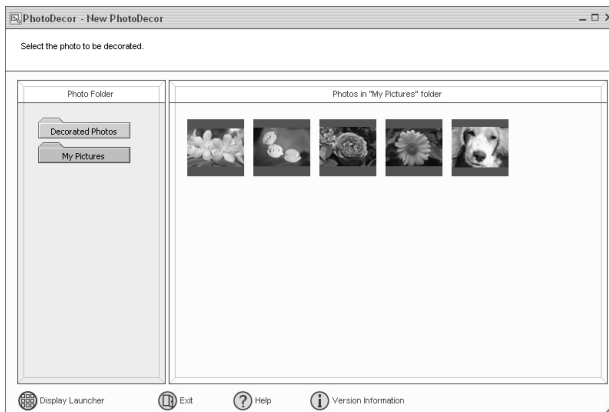 PhotoDecor - New PhotoDecor
Select the photo to be decorated.
Photo Folder
Photos in "My Pictures" folder
Decorated Photos
My Pictures
Display Launcher
Exit
Help
Version Information